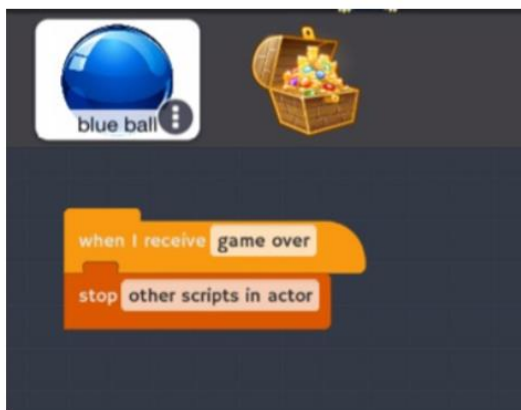 blue ball
when I receive game over
stop other scripts in actor